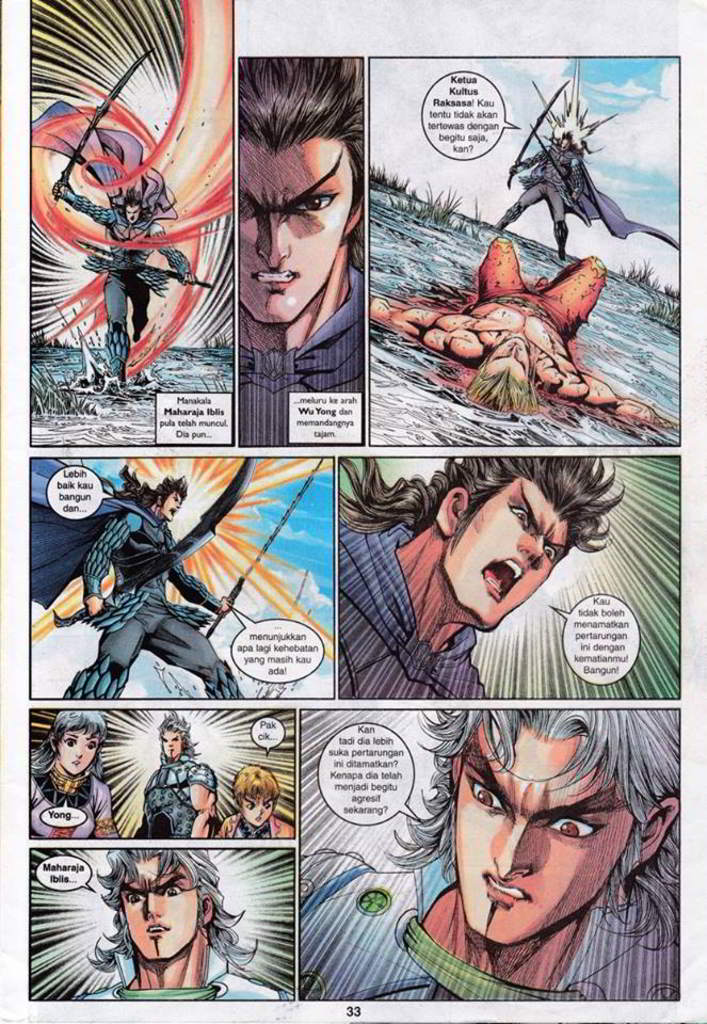 Manakala
Maharaja Iblis
pula telah muncul.
Dia pun...
...meluru ke arah
Wu Yong dan
memandangnya
tajam.
Ketua
Kultus
Raksasa! Kau
tentu tidak akan
tertewas dengan
begitu saja,
kan?
Lebih
baik kau
bangun
dan...
...
menunjukkan
apa lagi kehebatan
yang masih kau
ada!
Kau
tidak boleh
menamatkan
pertarungan
ini dengan
kematianmu!
Bangun!
Yong...
Pak
cik...
Maharaja
Iblis...
Kan
tadi dia lebih
suka pertarungan
ini ditamatkan?
Kenapa dia telah
menjadi begitu
agresif
sekarang?
33